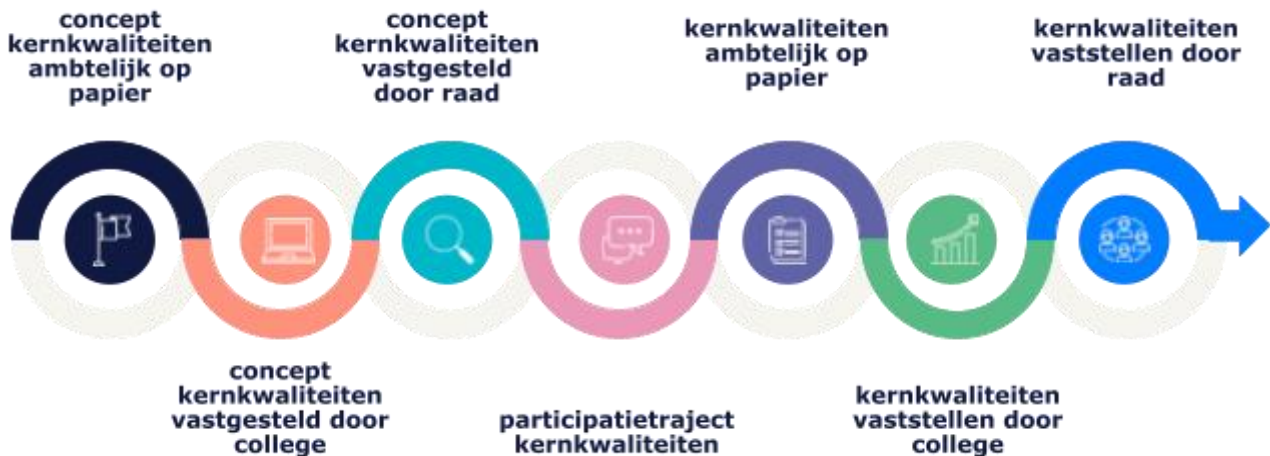 concept
kernkwaliteiten
ambtelijk op
papier
concept
kernkwaliteiten
vastgesteld door
college
concept
kernkwaliteiten
vastgesteld
door raad
participatietraject
kernkwaliteiten
kernkwaliteiten
ambtelijk op
papier
kernkwaliteiten
vaststellen door
college
kernkwaliteiten
vaststellen door
raad